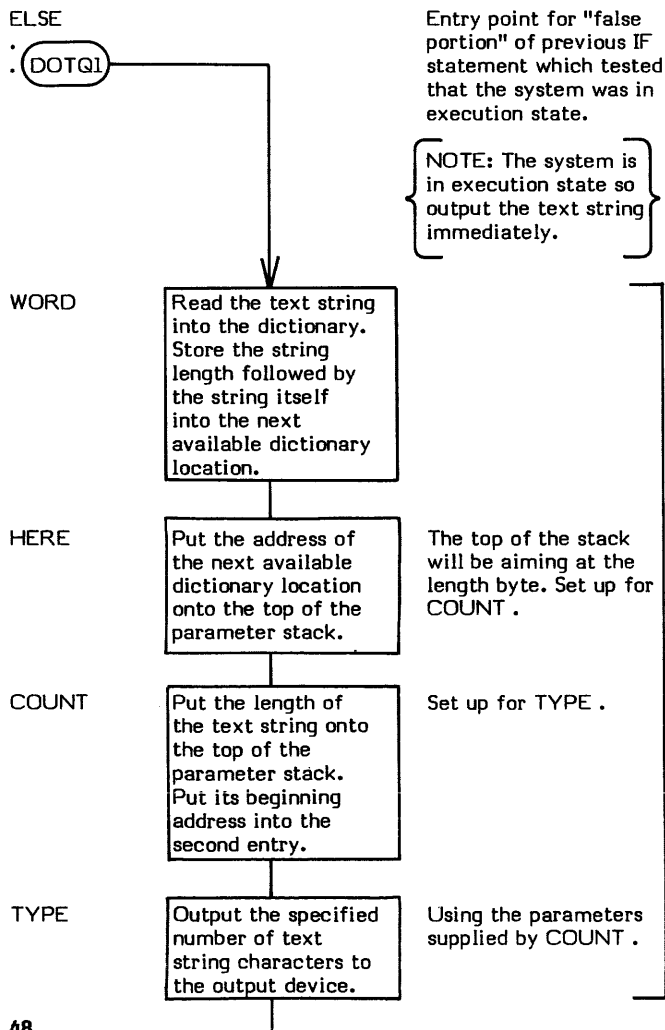 ELSE
:
. DOTQ1
Entry point for "false
portion" of previous IF
statement which tested
that the system was in
execution state.
NOTE: The system is
in execution state so
output the text string
immediately.
WORD
Read the text string
into the dictionary.
Store the string
length followed by
the string itself
into the next
available dictionary
location.
HERE
Put the address of
the next available
dictionary location
onto the top of the
parameter stack.
The top of the stack
will be aiming at the
length byte. Set up for
COUNT .
COUNT
Put the length of
the text string onto
the top of the
parameter stack.
Put its beginning
address into the
second entry.
Set up for TYPE .
TYPE
Output the specified
number of text
string characters to
the output device.
Using the parameters
supplied by COUNT .
48